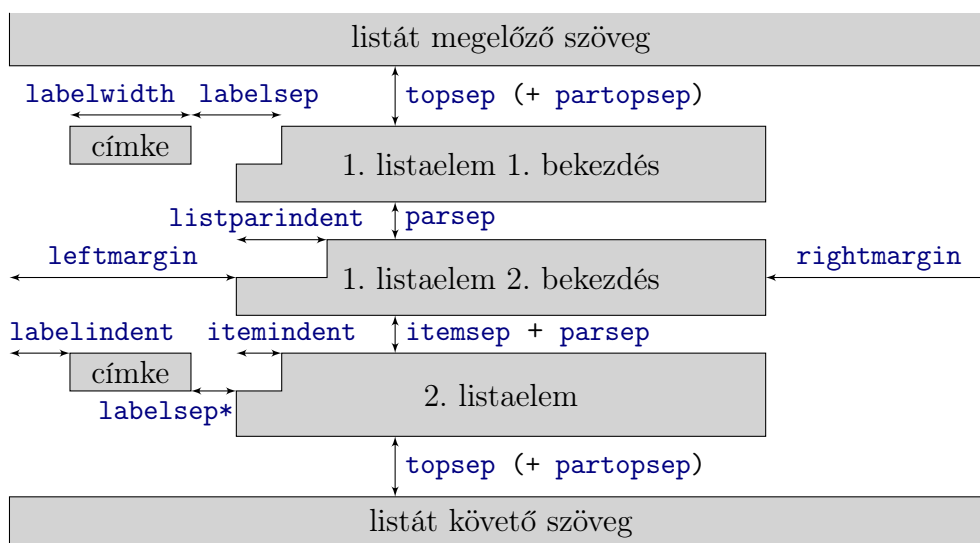 listát megelőző szöveg
labelwidth labelsep topsep (+ partopsep)
címke 1. listaelem 1. bekezdés
listparindent parsep
leftmargin 1. listaelem 2. bekezdés rightmargin
labelindent itemindent itemsep + parsep
címke 2. listaelem
labelsep*
topsep (+ partopsep)
listát követő szöveg